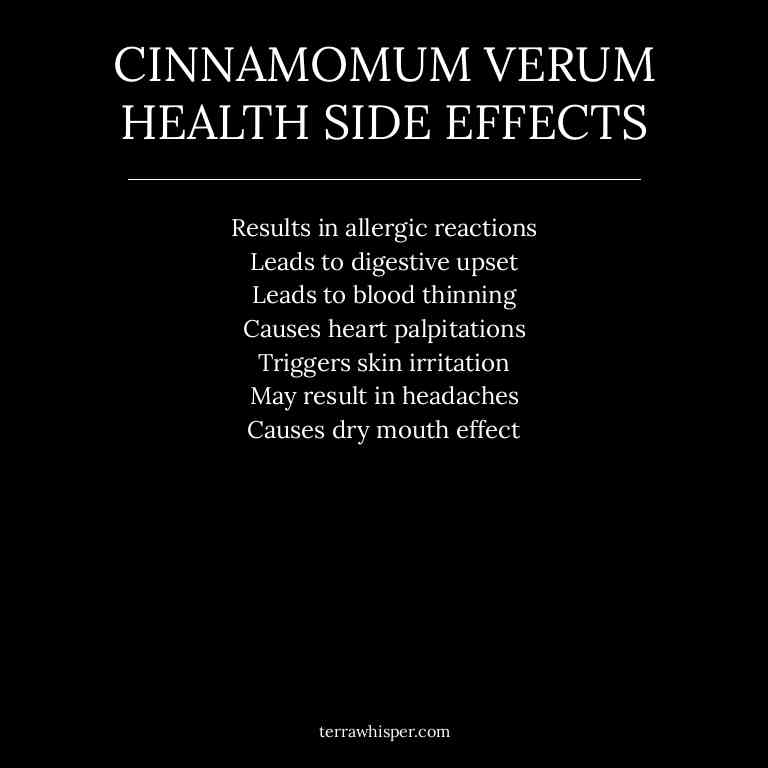 CINNAMOMUM VERUM
HEALTH SIDE EFFECTS
Results in allergic reactions
Leads to digestive upset
Leads to blood thinning
Causes heart palpitations
Triggers skin irritation
May result in headaches
Causes dry mouth effect
terrawhisper.com